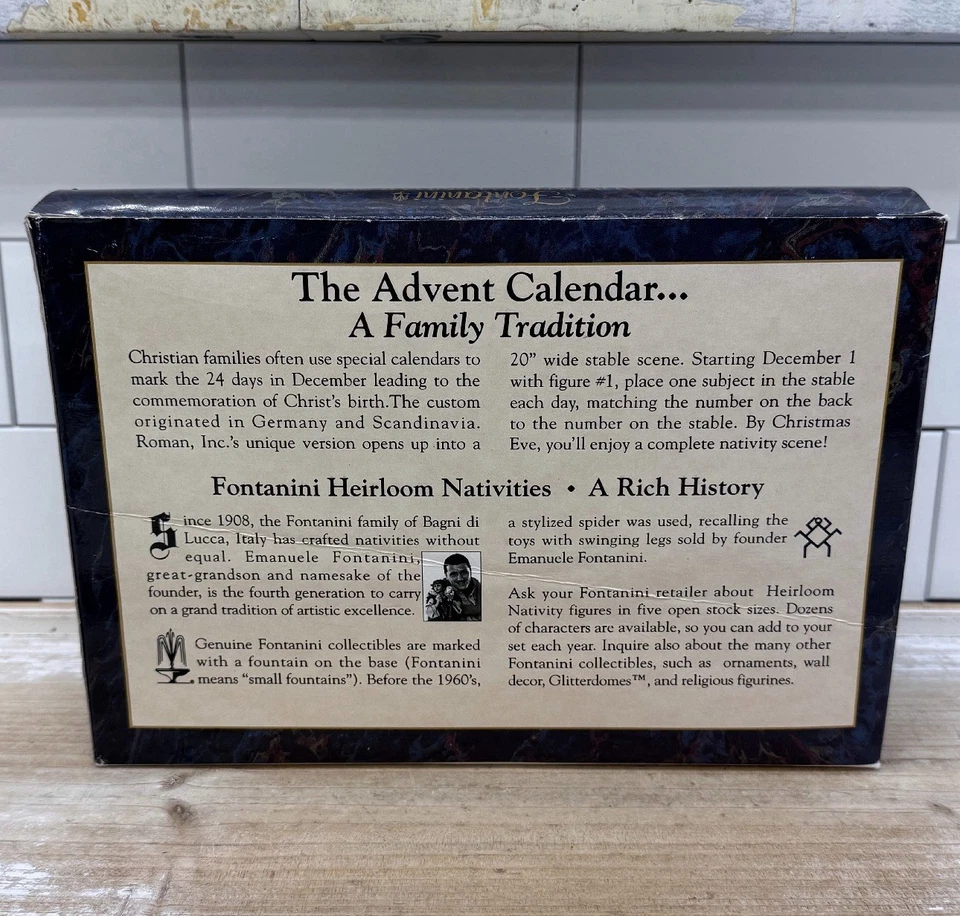 Fontanini®
The Advent Calendar...
A Family Tradition
Christian families often use special calendars to
mark the 24 days in December leading to the
commemoration of Christ's birth.The custom
originated in Germany and Scandinavia.
Roman, Inc.'s unique version opens up into a
20" wide stable scene. Starting December 1
with figure #1, place one subject in the stable
each day, matching the number on the back
to the number on the stable. By Christmas
Eve, you'll enjoy a complete nativity scene!
Fontanini Heirloom Nativities • A Rich History
Since 1908, the Fontanini family of Bagni di
Lucca, Italy has crafted nativities without
equal. Emanuele Fontanini,
great-grandson and namesake of the
founder, is the fourth generation to carry
on a grand tradition of artistic excellence.
Genuine Fontanini collectibles are marked
with a fountain on the base (Fontanini
means "small fountains"). Before the 1960's,
a stylized spider was used, recalling the
toys with swinging legs sold by founder
Emanuele Fontanini.
Ask your Fontanini retailer about Heirloom
Nativity figures in five open stock sizes. Dozens
of characters are available, so you can add to your
set each year. Inquire also about the many other
Fontanini collectibles, such as ornaments, wall
decor, Glitterdomes™, and religious figurines.